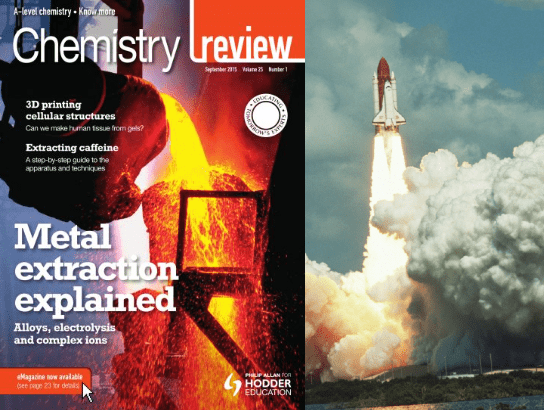 A-level chemistry • Know more
Chemistry review
September 2015 Volume 25 Number 1
3D printing
cellular structures
Can we make human tissue from gels?
EDUCATING
TOMORROW'S
Extracting caffeine
A step-by-step guide to the
apparatus and techniques
Metal
extraction
explained
Alloys, electrolysis
and complex ions
eMagazine now available
(see page 23 for details)
PHILIP ALLAN FOR
HODDER
EDUCATION